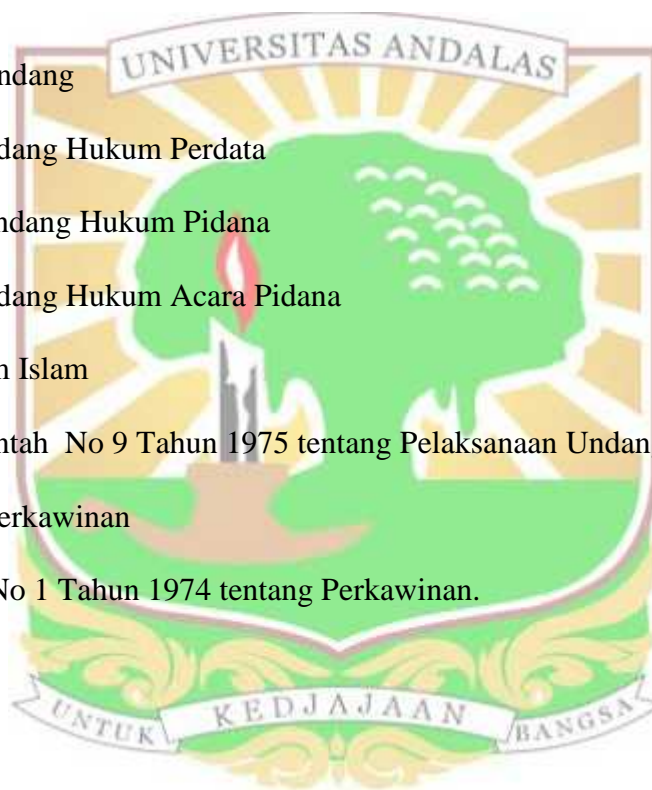 UNIVERSITAS ANDALAS
ndang
dang Hukum Perdata
ndang Hukum Pidana
dang Hukum Acara Pidana
n Islam
ntah No 9 Tahun 1975 tentang Pelaksanaan Undan
erkawinan
No 1 Tahun 1974 tentang Perkawinan.
UNTUK KEDJAJAAN BANGSA